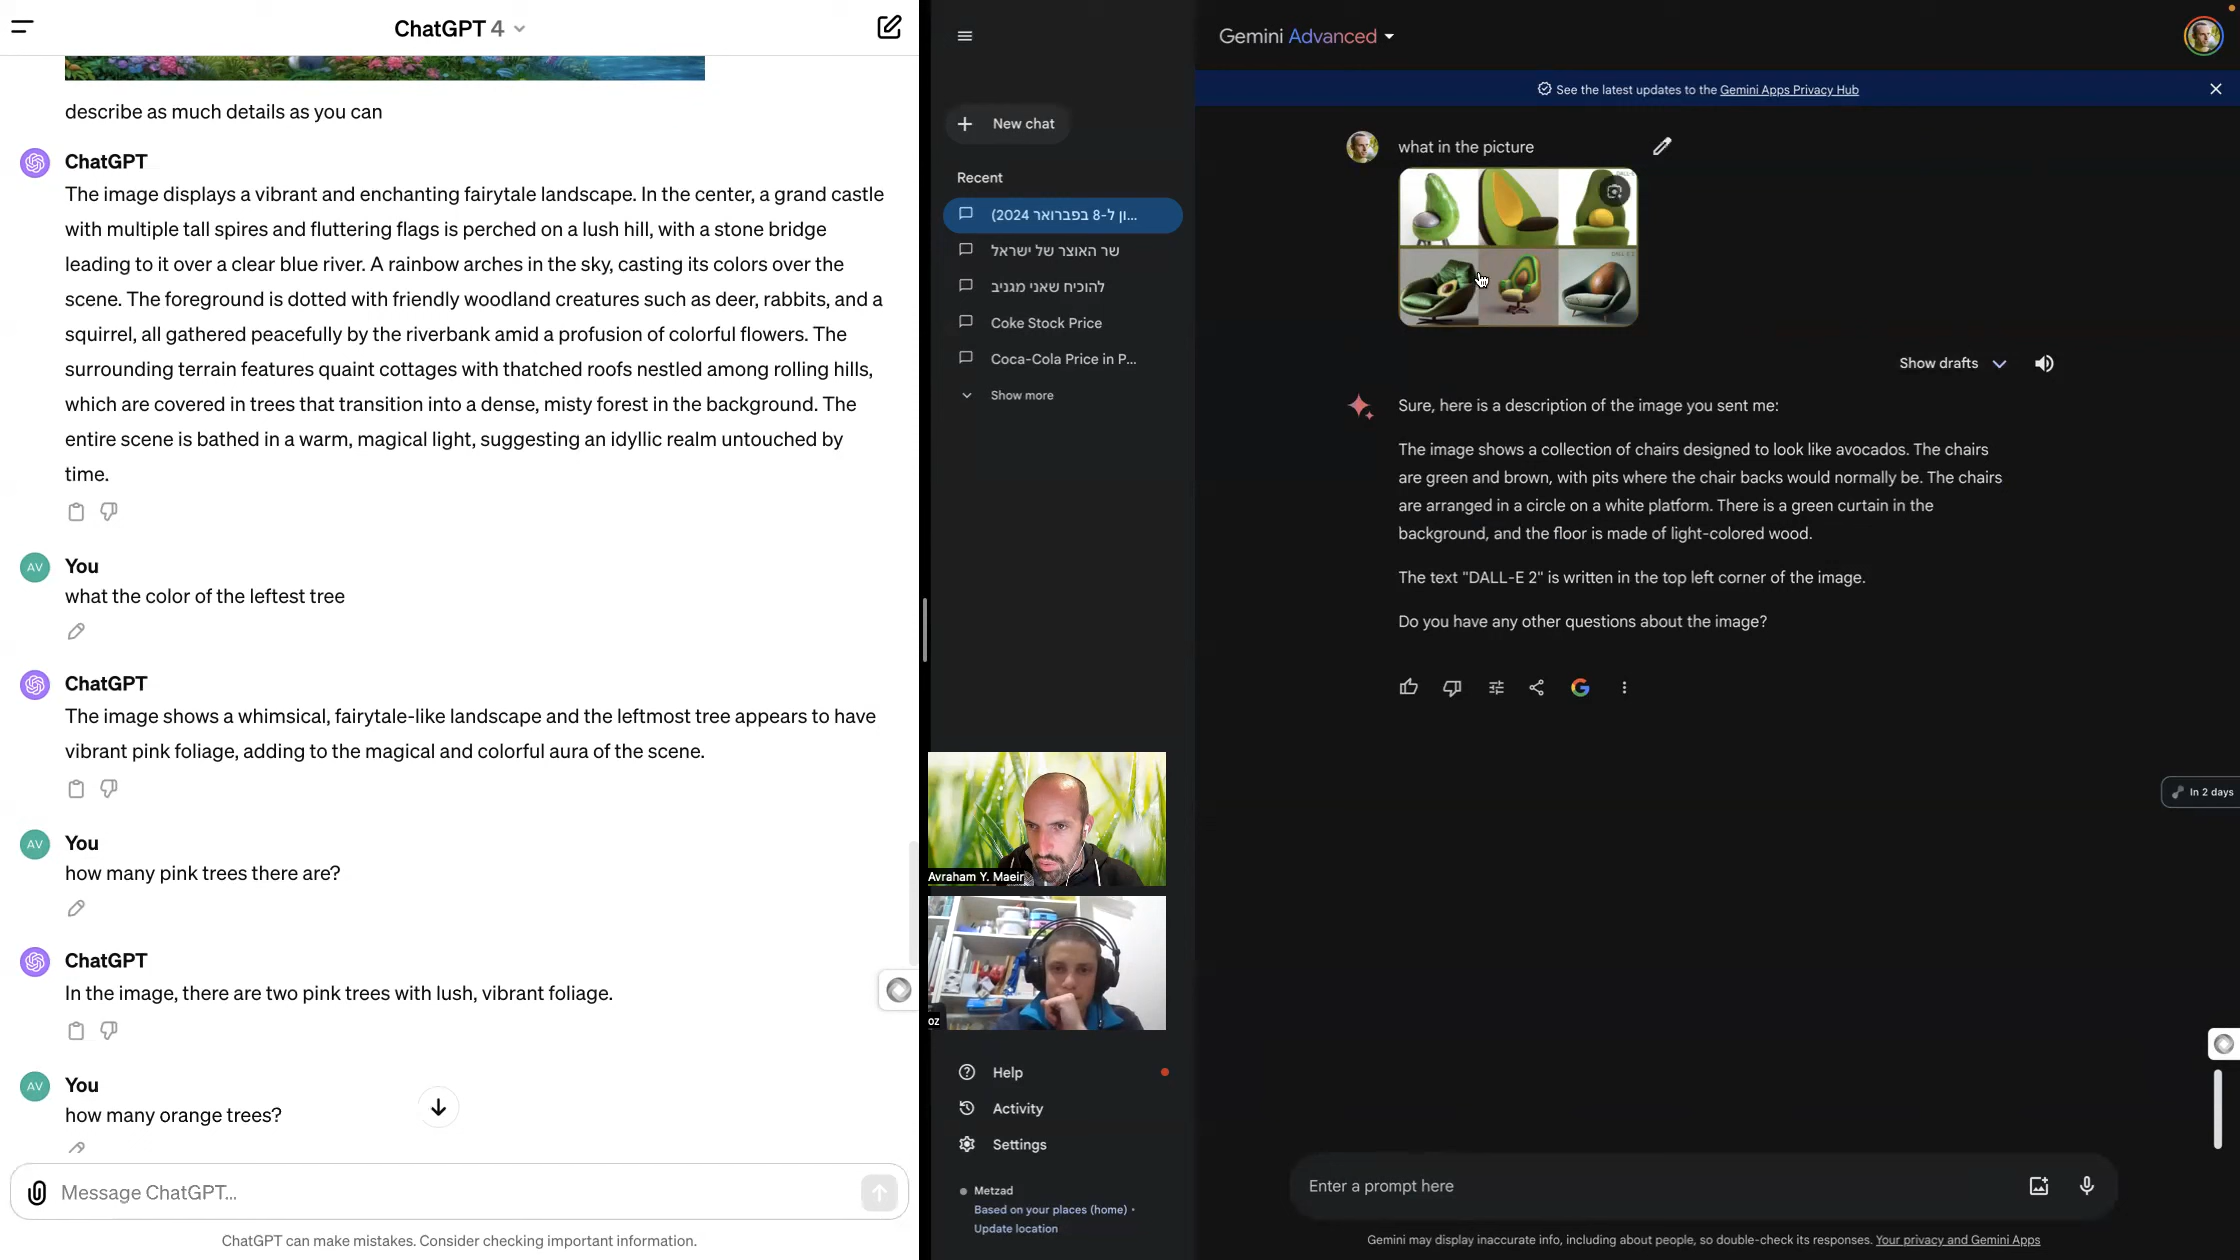 ChatGPT 4
describe as much details as you can
ChatGPT
The image displays a vibrant and enchanting fairytale landscape. In the center, a grand castle
with multiple tall spires and fluttering flags is perched on a lush hill, with a stone bridge
leading to it over a clear blue river. A rainbow arches in the sky, casting its colors over the
scene. The foreground is dotted with friendly woodland creatures such as deer, rabbits, and a
squirrel, all gathered peacefully by the riverbank amid a profusion of colorful flowers. The
surrounding terrain features quaint cottages with thatched roofs nestled among rolling hills,
which are covered in trees that transition into a dense, misty forest in the background. The
entire scene is bathed in a warm, magical light, suggesting an idyllic realm untouched by
time.
AV
You
what the color of the leftest tree
ChatGPT
The image shows a whimsical, fairytale-like landscape and the leftmost tree appears to have
vibrant pink foliage, adding to the magical and colorful aura of the scene.
AV
You
how many pink trees there are?
ChatGPT
In the image, there are two pink trees with lush, vibrant foliage.
AV
You
how many orange trees?
Message ChatGPT...
ChatGPT can make mistakes. Consider checking important information.
New chat
Recent
(2024 ון ל-8 בפברואר...
שר האוצר של ישראל
להוכיח שאני מגניב
Coke Stock Price
Coca-Cola Price in P...
Show more
Avraham Y. Maeir
oz
Help
Activity
Settings
Metzad
Based on your places (home) •
Update location
Gemini Advanced
See the latest updates to the Gemini Apps Privacy Hub
what in the picture
DALL-E 2
Show drafts
Sure, here is a description of the image you sent me:
The image shows a collection of chairs designed to look like avocados. The chairs
are green and brown, with pits where the chair backs would normally be. The chairs
are arranged in a circle on a white platform. There is a green curtain in the
background, and the floor is made of light-colored wood.
The text "DALL-E 2" is written in the top left corner of the image.
Do you have any other questions about the image?
In 2 days
Enter a prompt here
Gemini may display inaccurate info, including about people, so double-check its responses. Your privacy and Gemini Apps